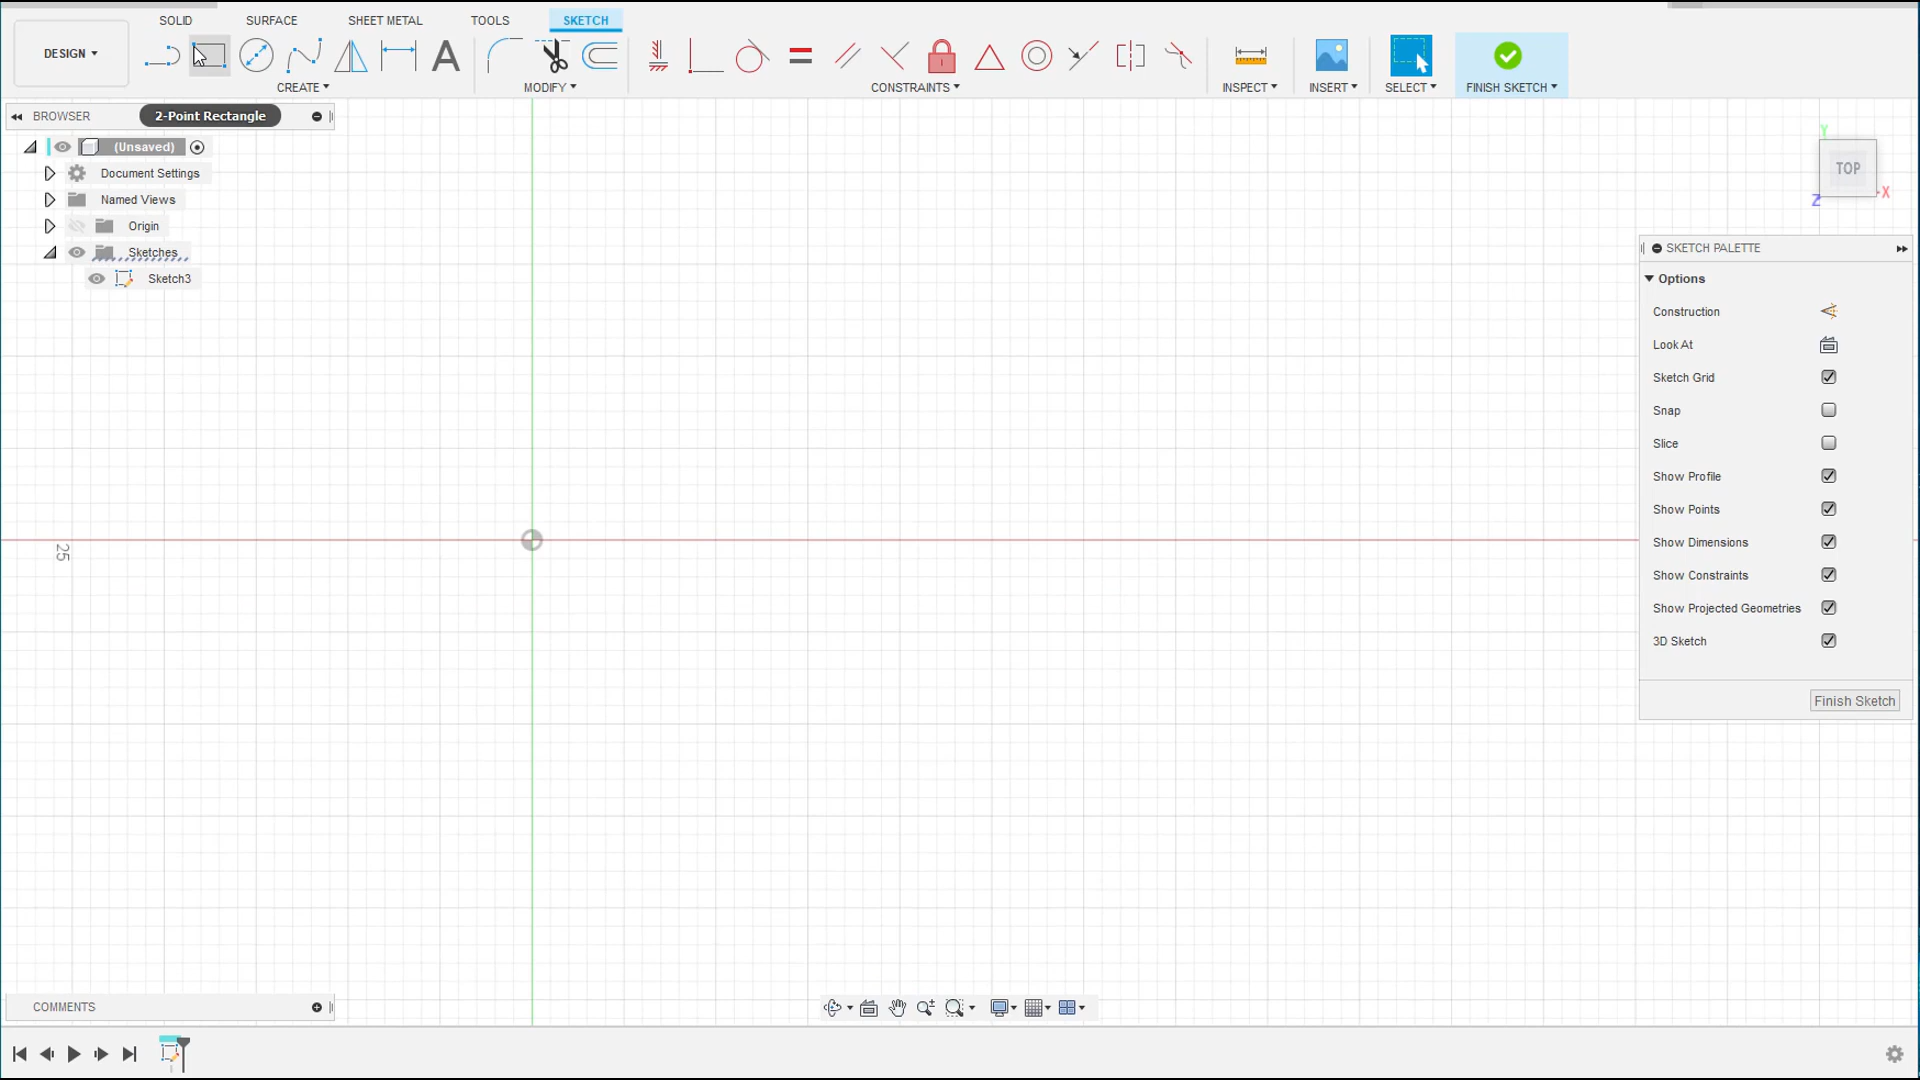 SOLID SURFACE SHEET METAL TOOLS SKETCH
DESIGN
CREATE MODIFY CONSTRAINTS INSPECT INSERT SELECT FINISH SKETCH
BROWSER
2-Point Rectangle
(Unsaved)
Document Settings
Named Views
Origin
Sketches
Sketch3
25
Y
TOP
X
Z
SKETCH PALETTE
Options
Construction
Look At
Sketch Grid
Snap
Slice
Show Profile
Show Points
Show Dimensions
Show Constraints
Show Projected Geometries
3D Sketch
Finish Sketch
COMMENTS